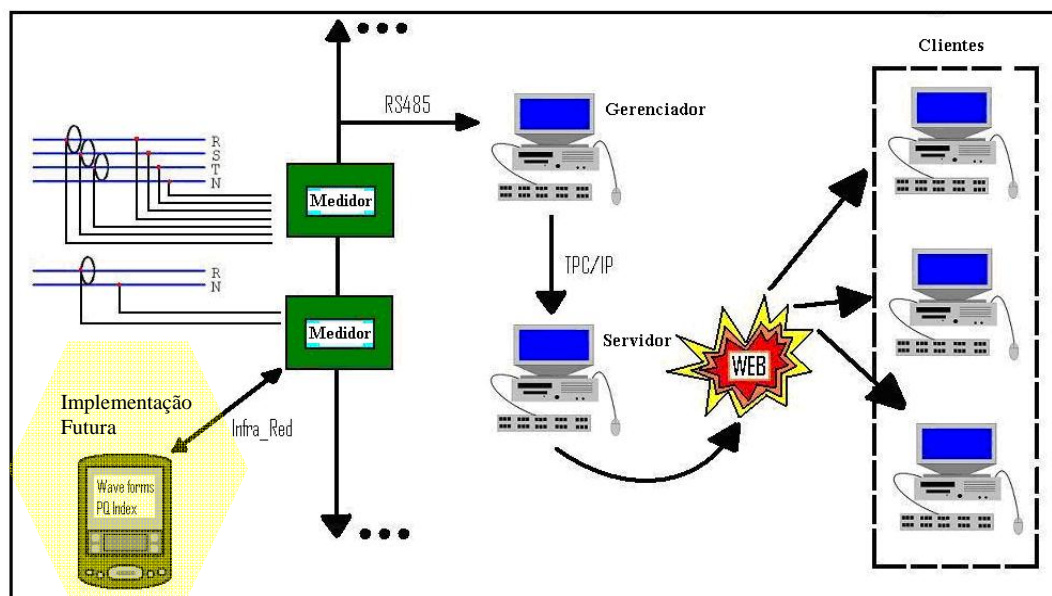 Clientes
RS485
Gerenciador
R
S
T
N
Medidor
TPC/IP
R
N
Medidor
Servidor
WEB
Implementação
Futura
Infra_Red
Wave forms
PQ Index